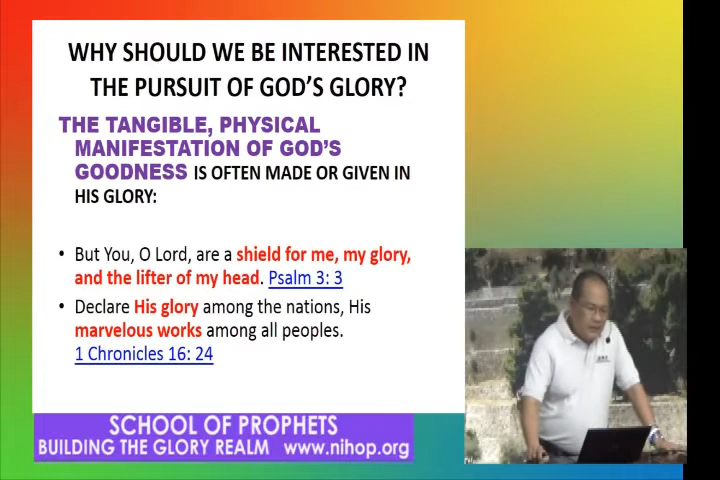 WHY SHOULD WE BE INTERESTED IN
THE PURSUIT OF GOD'S GLORY?
THE TANGIBLE, PHYSICAL
MANIFESTATION OF GOD'S
GOODNESS IS OFTEN MADE OR GIVEN IN
HIS GLORY:
• But You, O Lord, are a shield for me, my glory,
and the lifter of my head. Psalm 3: 3
• Declare His glory among the nations, His
marvelous works among all peoples.
1 Chronicles 16: 24
SCHOOL OF PROPHETS
BUILDING THE GLORY REALM www.nihop.org